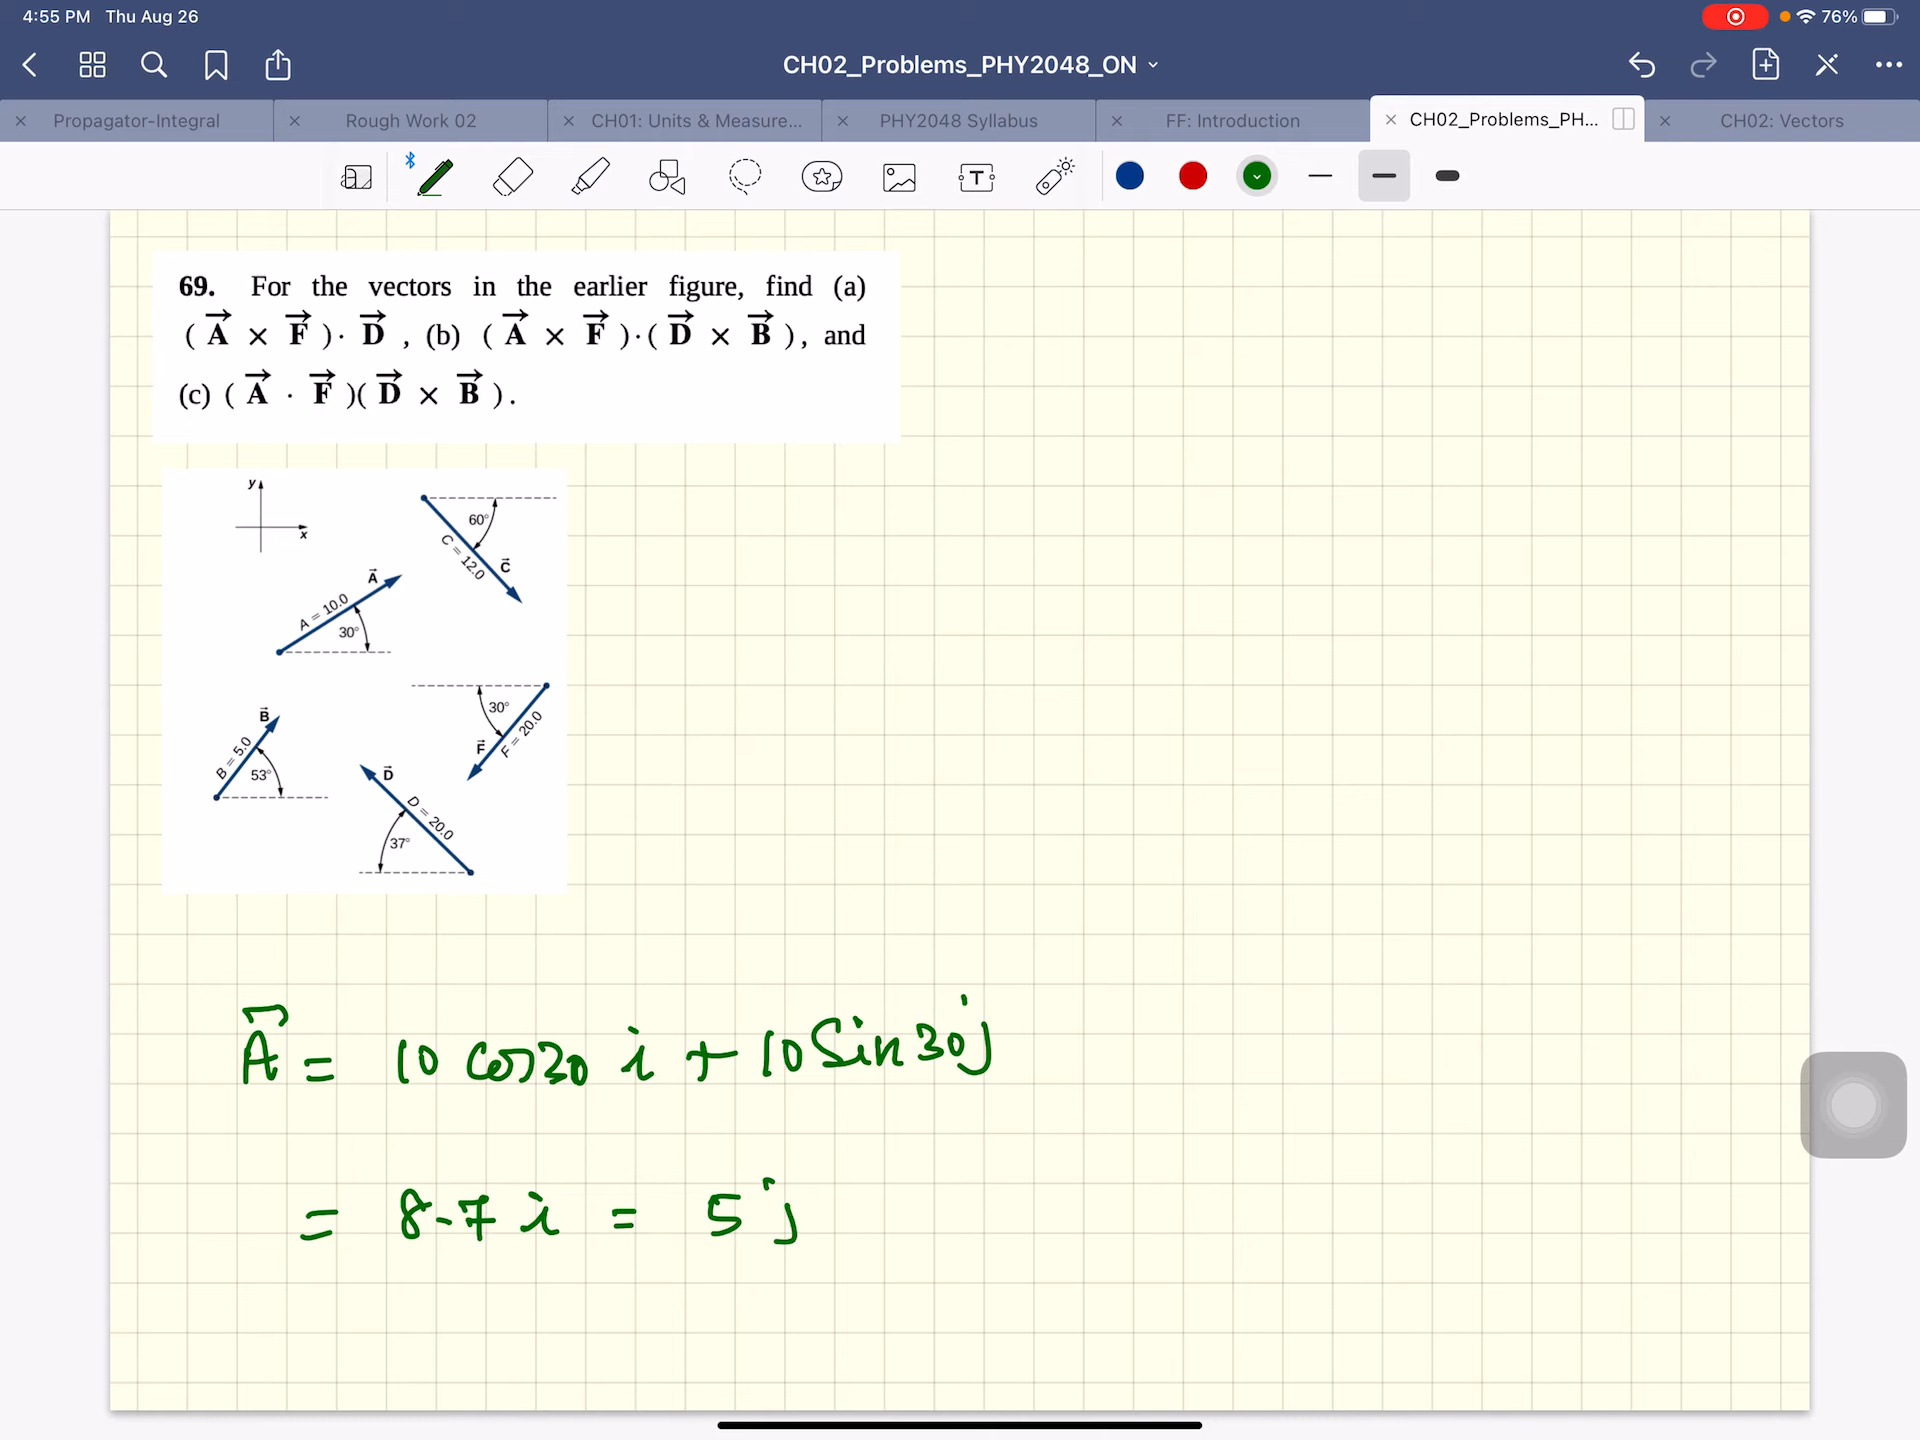 4:55 PM Thu Aug 26
76%
CH02_Problems_PHY2048_ON
Propagator-Integral
Rough Work 02
CH01: Units & Measure...
PHY2048 Syllabus
FF: Introduction
CH02_Problems_PH...
CH02: Vectors
T
69. For the vectors in the earlier figure, find (a)
( A⃗ × F⃗ ) · D⃗ , (b) ( A⃗ × F⃗ ) · ( D⃗ × B⃗ ), and
(c) ( A⃗ · F⃗ )( D⃗ × B⃗ ).
y
x
60°
C = 12.0
C⃗
A⃗
A = 10.0
30°
30°
F⃗
F = 20.0
B⃗
B = 5.0
53°
D⃗
D = 20.0
37°
A⃗ = 10 cos30 i + 10 Sin30 j
= 8.7 i = 5 j